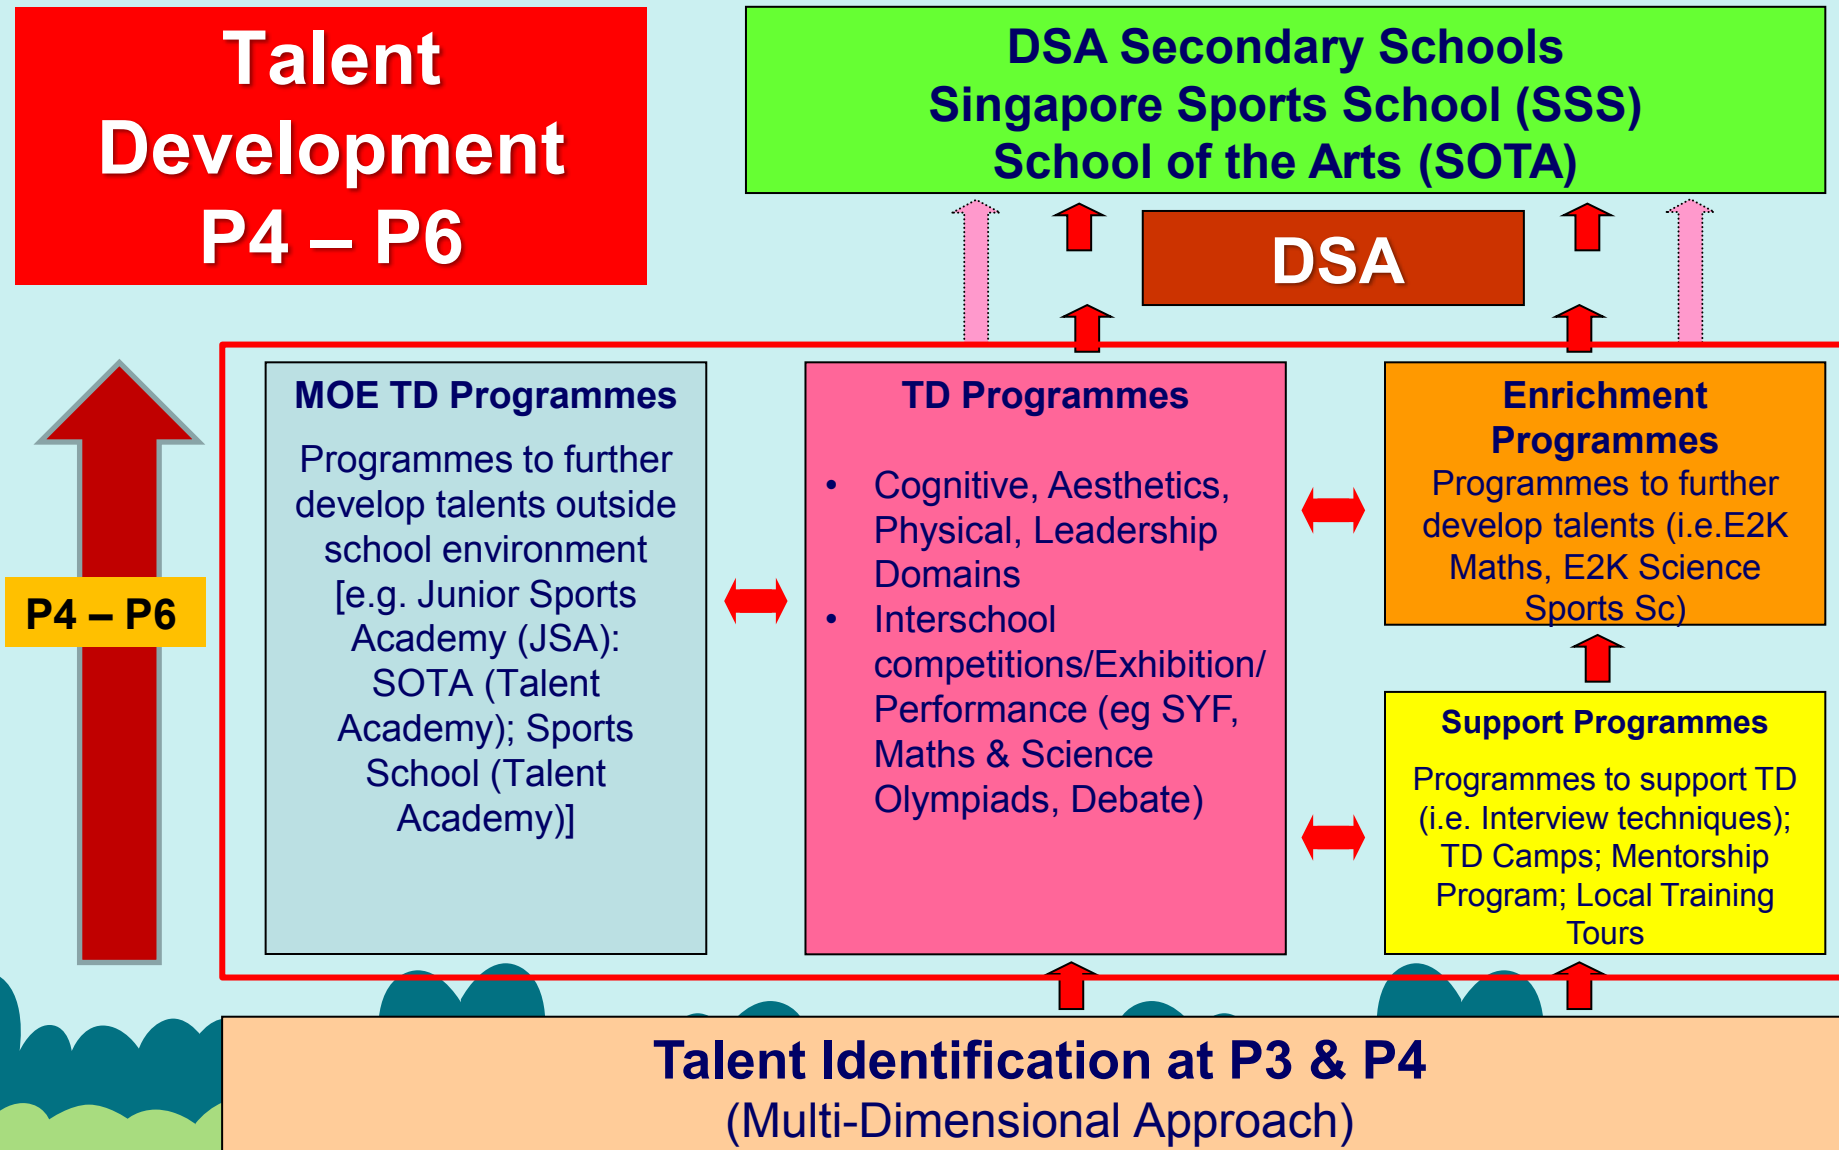 Talent
Development
P4 – P6
DSA Secondary Schools
Singapore Sports School (SSS)
School of the Arts (SOTA)
DSA
P4 – P6
MOE TD Programmes
Programmes to further
develop talents outside
school environment
[e.g. Junior Sports
Academy (JSA):
SOTA (Talent
Academy); Sports
School (Talent
Academy)]
TD Programmes
• Cognitive, Aesthetics,
Physical, Leadership
Domains
• Interschool
competitions/Exhibition/
Performance (eg SYF,
Maths & Science
Olympiads, Debate)
Enrichment
Programmes
Programmes to further
develop talents (i.e.E2K
Maths, E2K Science
Sports Sc)
Support Programmes
Programmes to support TD
(i.e. Interview techniques);
TD Camps; Mentorship
Program; Local Training
Tours
Talent Identification at P3 & P4
(Multi-Dimensional Approach)